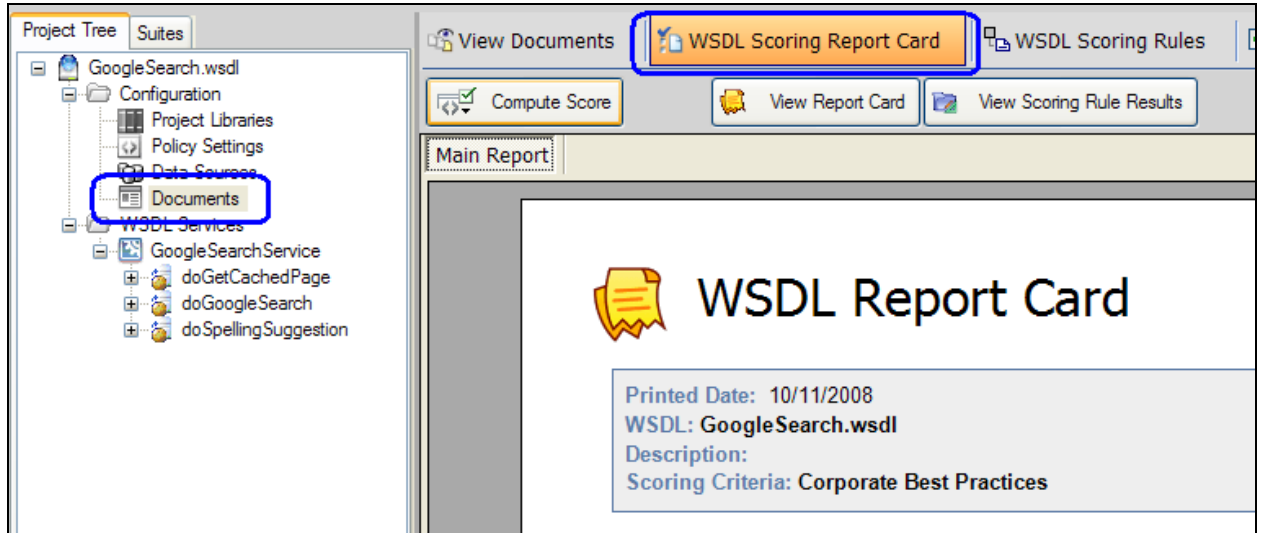 Project Tree
Suites
GoogleSearch.wsdl
Configuration
Project Libraries
Policy Settings
Data Sources
Documents
WSDL Services
GoogleSearchService
doGetCachedPage
doGoogleSearch
doSpellingSuggestion
View Documents
WSDL Scoring Report Card
WSDL Scoring Rules
Compute Score
View Report Card
View Scoring Rule Results
Main Report
WSDL Report Card
Printed Date: 10/11/2008
WSDL: GoogleSearch.wsdl
Description:
Scoring Criteria: Corporate Best Practices